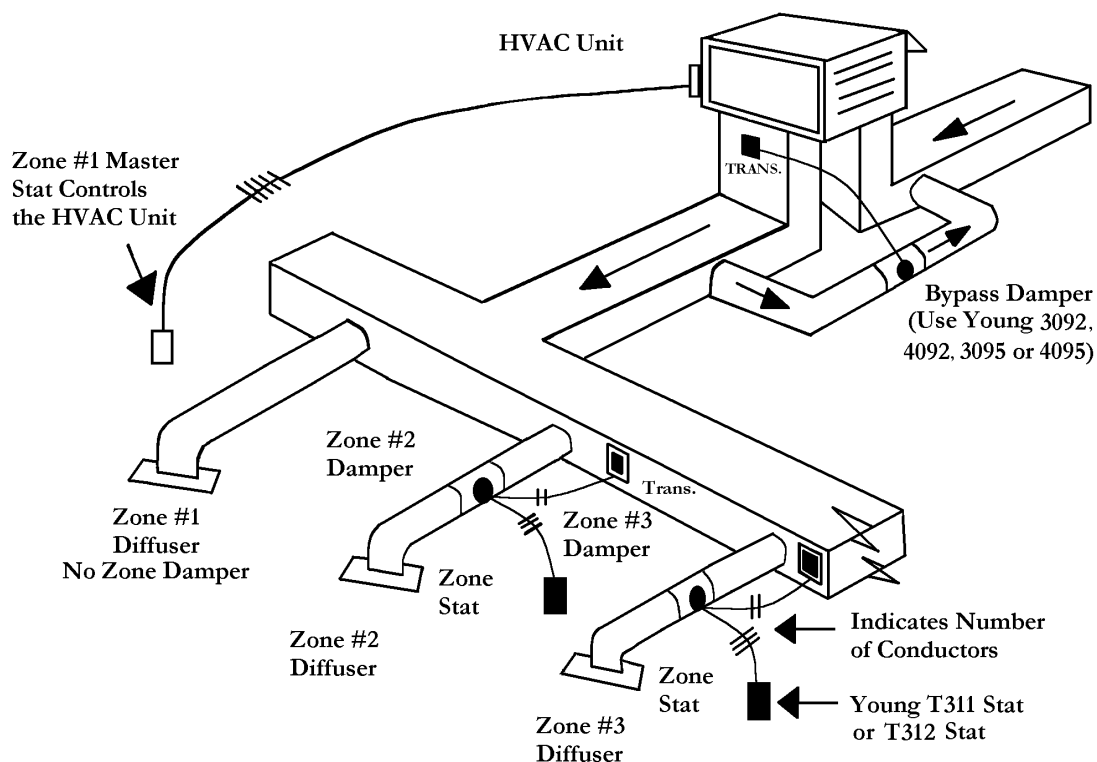 HVAC Unit
Zone #1 Master
Stat Controls
the HVAC Unit
TRANS.
Bypass Damper
(Use Young 3092,
4092, 3095 or 4095)
Zone #2
Damper
Trans.
Zone #1
Diffuser
No Zone Damper
Zone #3
Damper
Zone
Stat
Zone #2
Diffuser
Indicates Number
of Conductors
Zone
Stat
Young T311 Stat
or T312 Stat
Zone #3
Diffuser